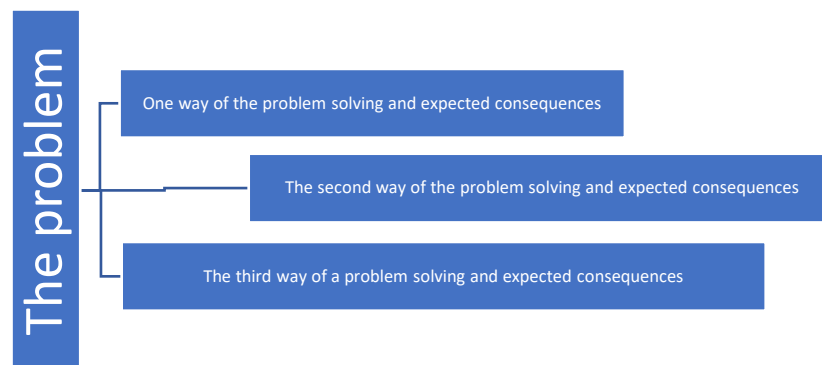 The problem
One way of the problem solving and expected consequences
The second way of the problem solving and expected consequences
The third way of a problem solving and expected consequences